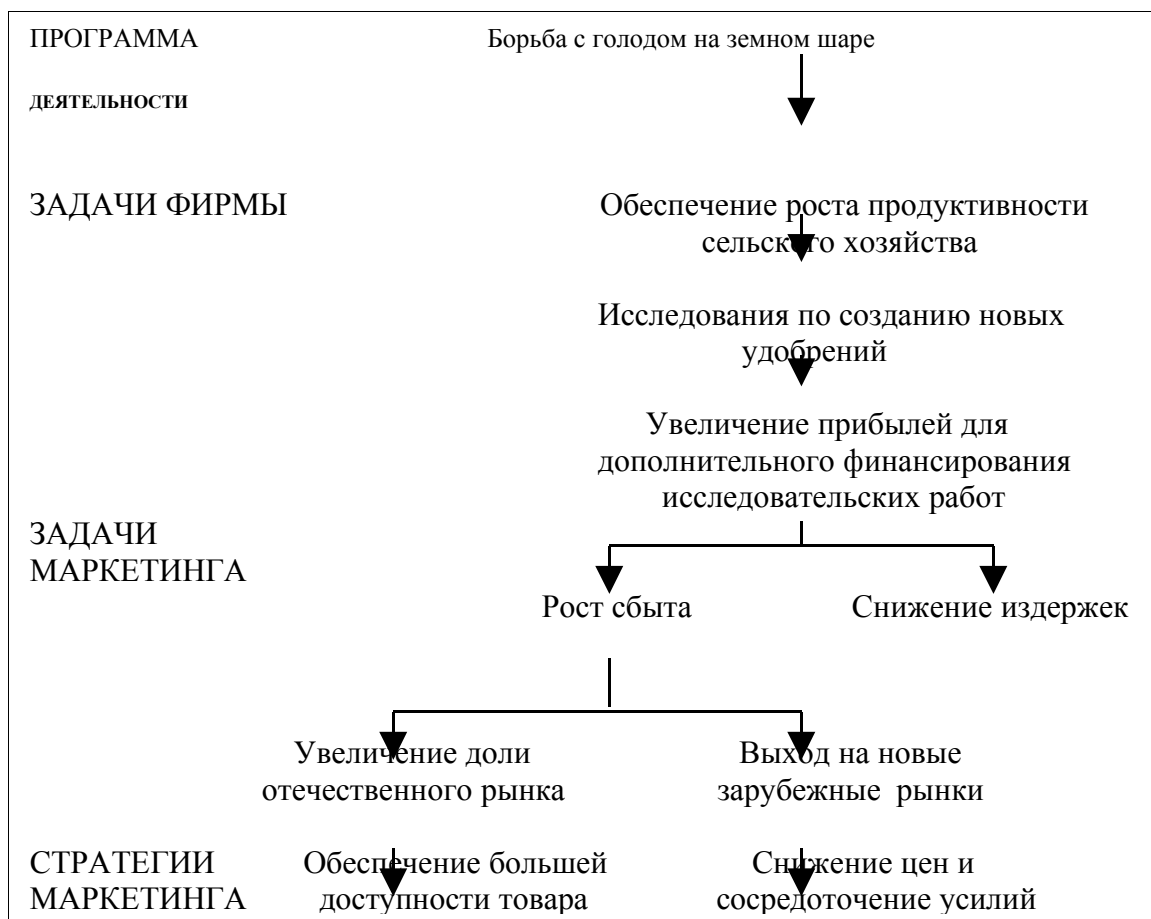 ПРОГРАММА Борьба с голодом на земном шаре
ДЕЯТЕЛЬНОСТИ
ЗАДАЧИ ФИРМЫ Обеспечение роста продуктивности
сельского хозяйства
Исследования по созданию новых
удобрений
Увеличение прибылей для
дополнительного финансирования
исследовательских работ
ЗАДАЧИ
МАРКЕТИНГА
Рост сбыта Снижение издержек
Увеличение доли Выход на новые
отечественного рынка зарубежные рынки
СТРАТЕГИИ Обеспечение большей Снижение цен и
МАРКЕТИНГА доступности товара сосредоточение усилий